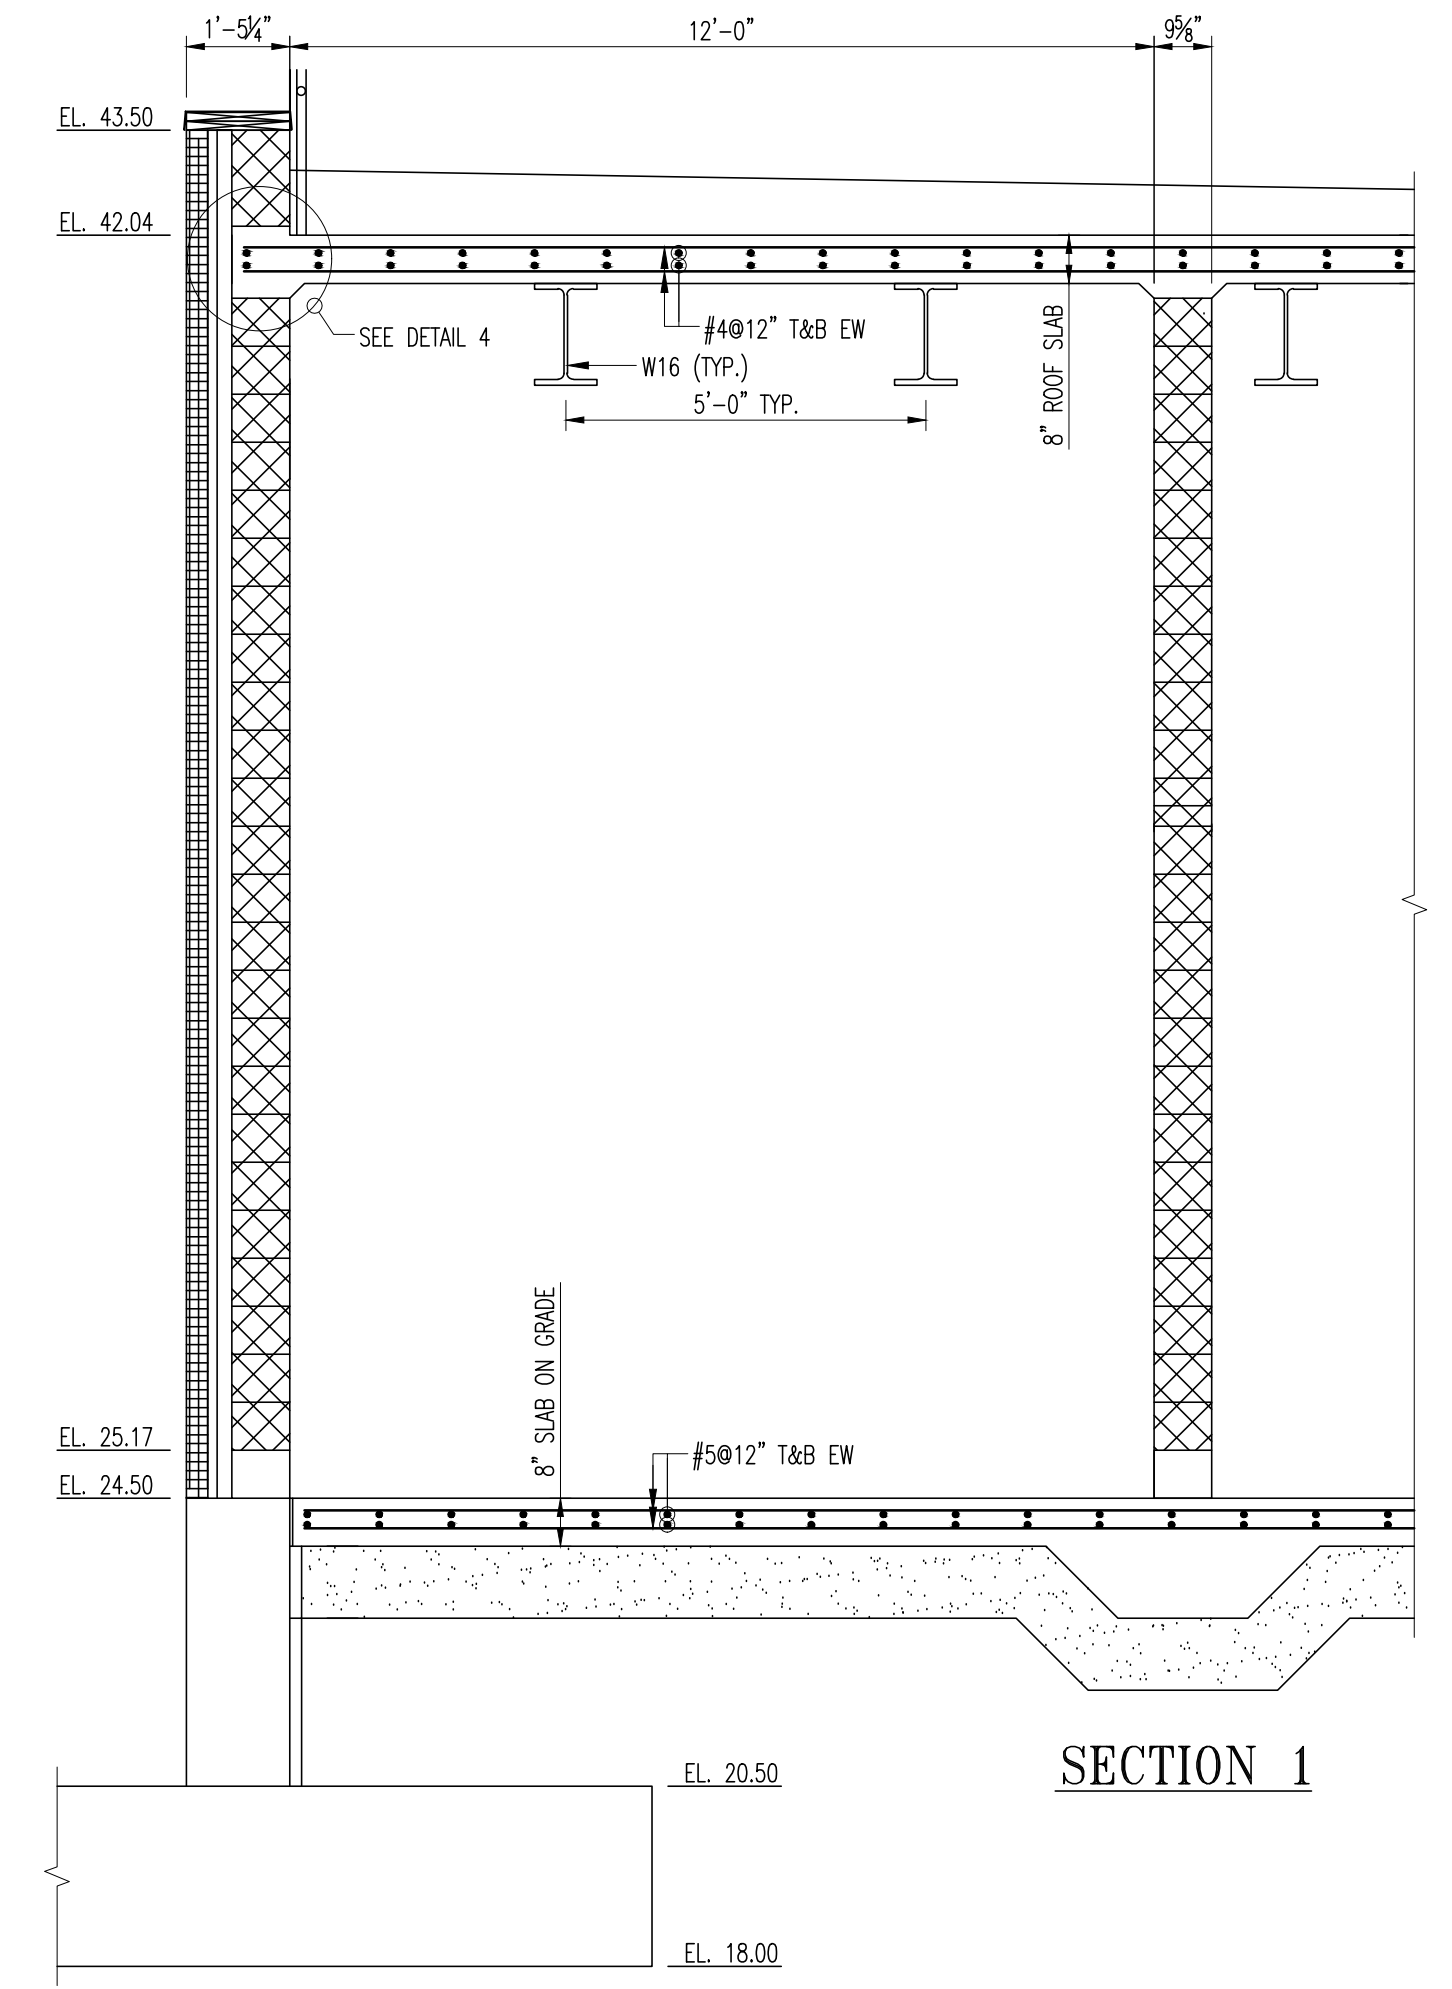 1'-5¼"
12'-0"
9⅝"
EL. 43.50
EL. 42.04
SEE DETAIL 4
#4@12" T&B EW
W16 (TYP.)
5'-0" TYP.
8" ROOF SLAB
8" SLAB ON GRADE
EL. 25.17
#5@12" T&B EW
EL. 24.50
SECTION 1
EL. 20.50
EL. 18.00